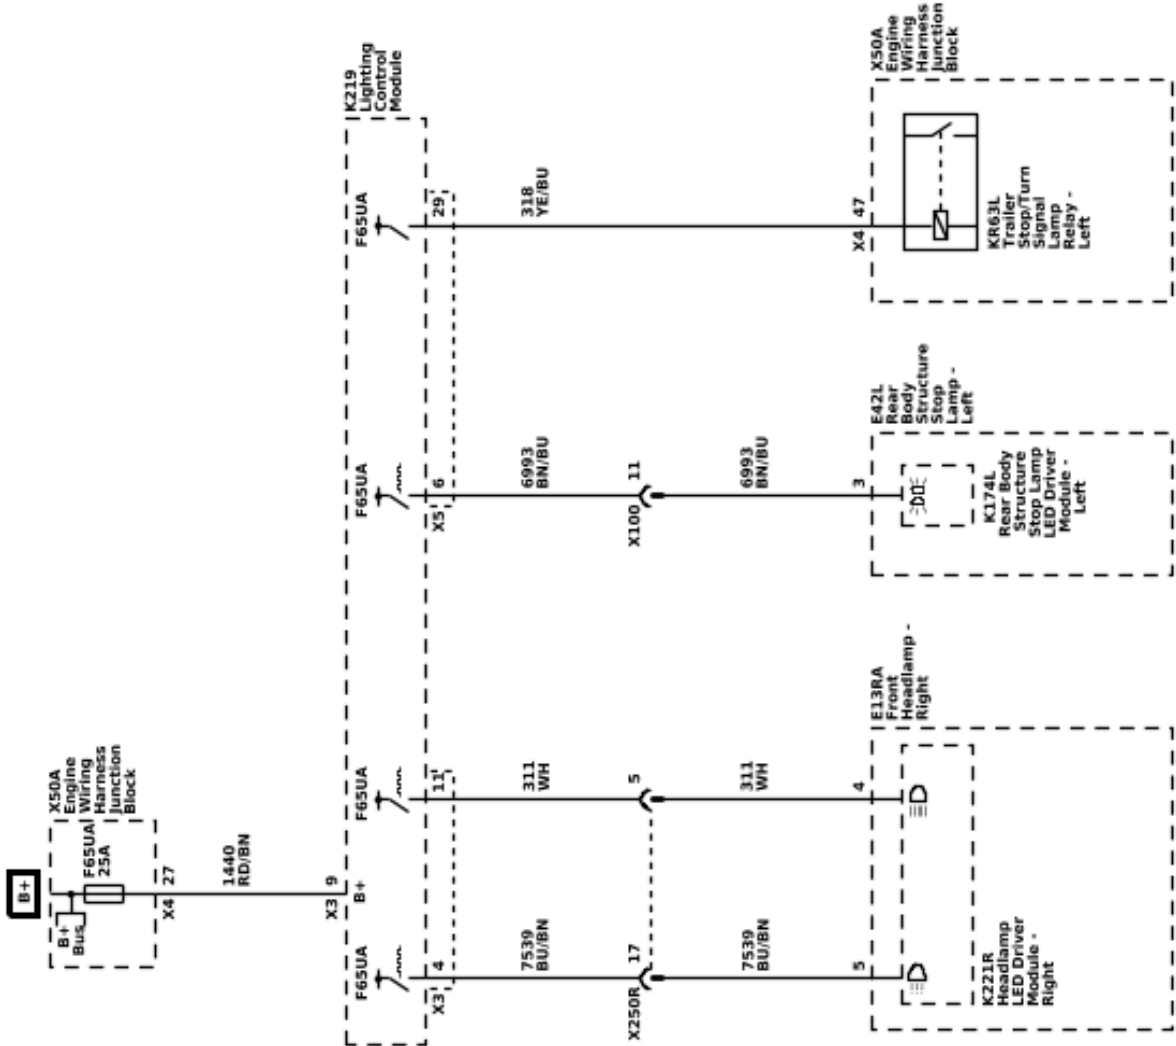 B+
X50A
Engine
Wiring
Harness
Junction
Block
B+
Bus
F65UA
25A
X4
27
1440
RD/BN
X3
9
B+
K219
Lighting
Control
Module
F65UA
F65UA
F65UA
F65UA
X3
4
11
X5
6
29
7539
BU/BN
311
WH
6993
BN/BU
318
YE/BU
X250R
17
5
X100
11
7539
BU/BN
311
WH
6993
BN/BU
5
4
3
X4
47
E13RA
Front
Headlamp -
Right
K221R
Headlamp
LED Driver
Module -
Right
E42L
Rear
Body
Structure
Stop
Lamp -
Left
K174L
Rear Body
Structure
Stop Lamp
LED Driver
Module -
Left
X50A
Engine
Wiring
Harness
Junction
Block
KR63L
Trailer
Stop/Turn
Signal
Lamp
Relay -
Left